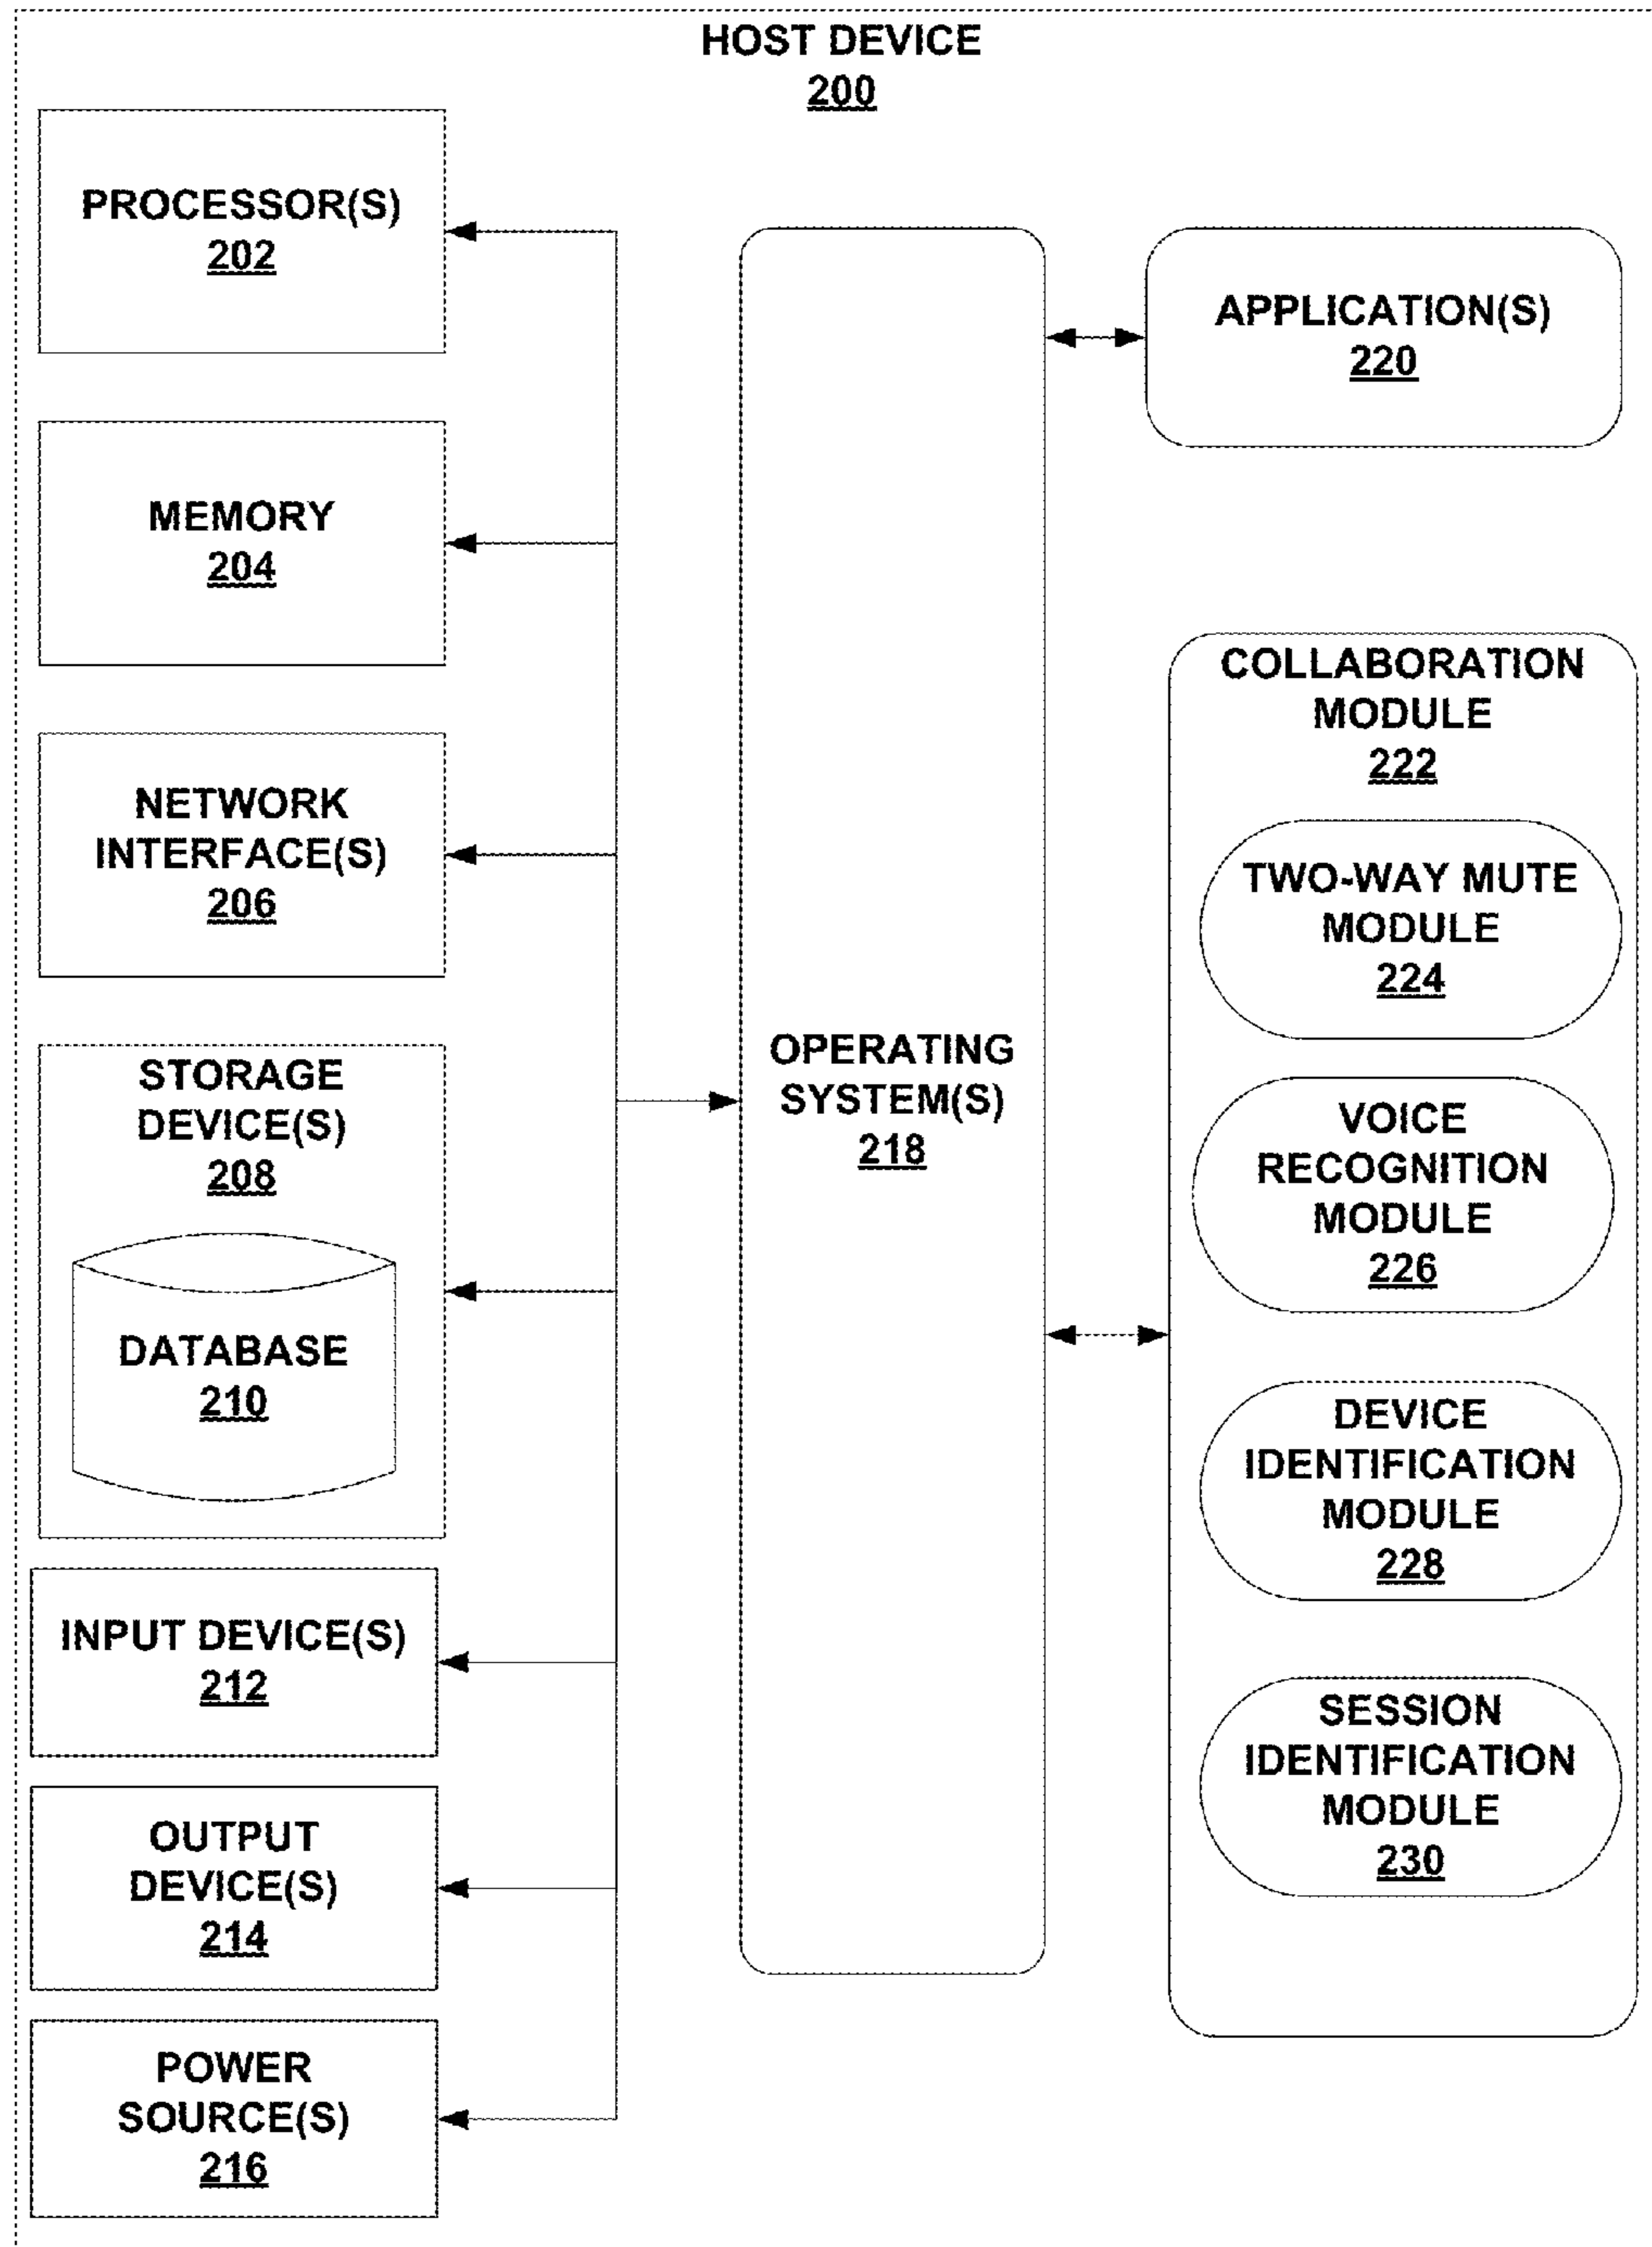 HOST DEVICE
200
PROCESSOR(S)
202
MEMORY
204
NETWORK
INTERFACE(S)
206
STORAGE
DEVICE(S)
208
DATABASE
210
INPUT DEVICE(S)
212
OUTPUT
DEVICE(S)
214
POWER
SOURCE(S)
216
OPERATING
SYSTEM(S)
218
APPLICATION(S)
220
COLLABORATION
MODULE
222
TWO-WAY MUTE
MODULE
224
VOICE
RECOGNITION
MODULE
226
DEVICE
IDENTIFICATION
MODULE
228
SESSION
IDENTIFICATION
MODULE
230